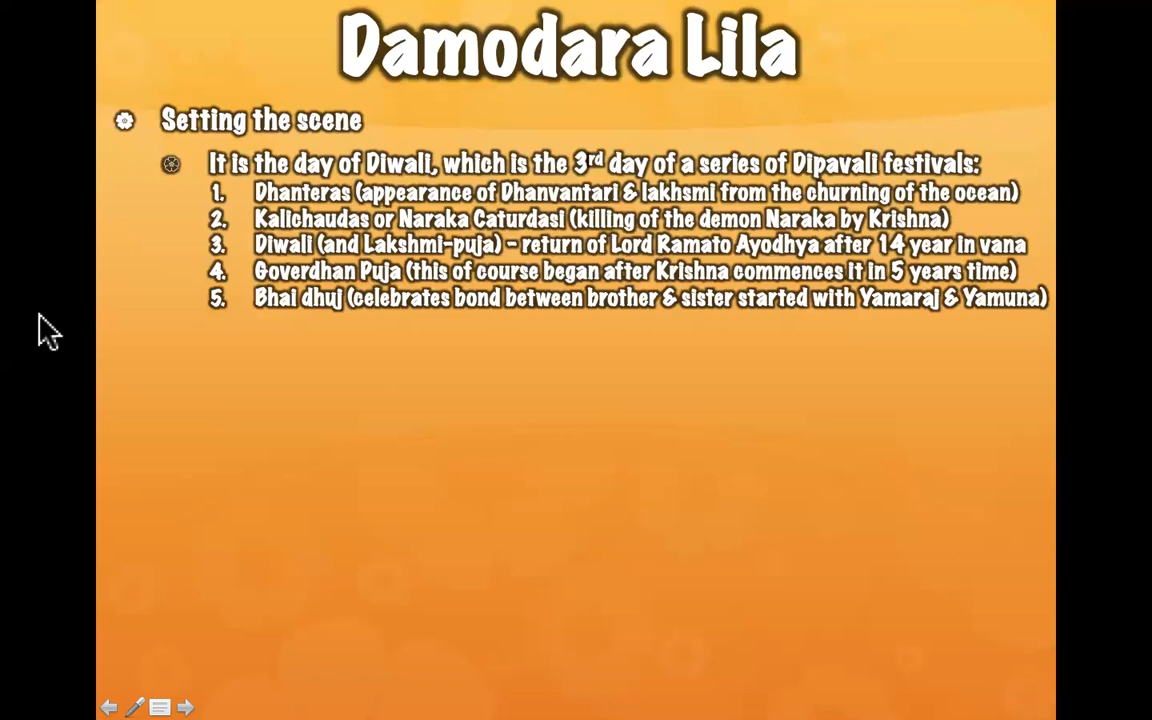 Damodara Lila
Setting the scene
It is the day of Diwali, which is the 3rd day of a series of Dipavali festivals:
1. Dhanteras (appearance of Dhanvantari & lakhsmi from the churning of the ocean)
2. Kalichaudas or Naraka Caturdasi (killing of the demon Naraka by Krishna)
3. Diwali (and Lakshmi-puja) - return of Lord Ramato Ayodhya after 14 year in vana
4. Goverdhan Puja (this of course began after Krishna commences it in 5 years time)
5. Bhai dhuj (celebrates bond between brother & sister started with Yamaraj & Yamuna)